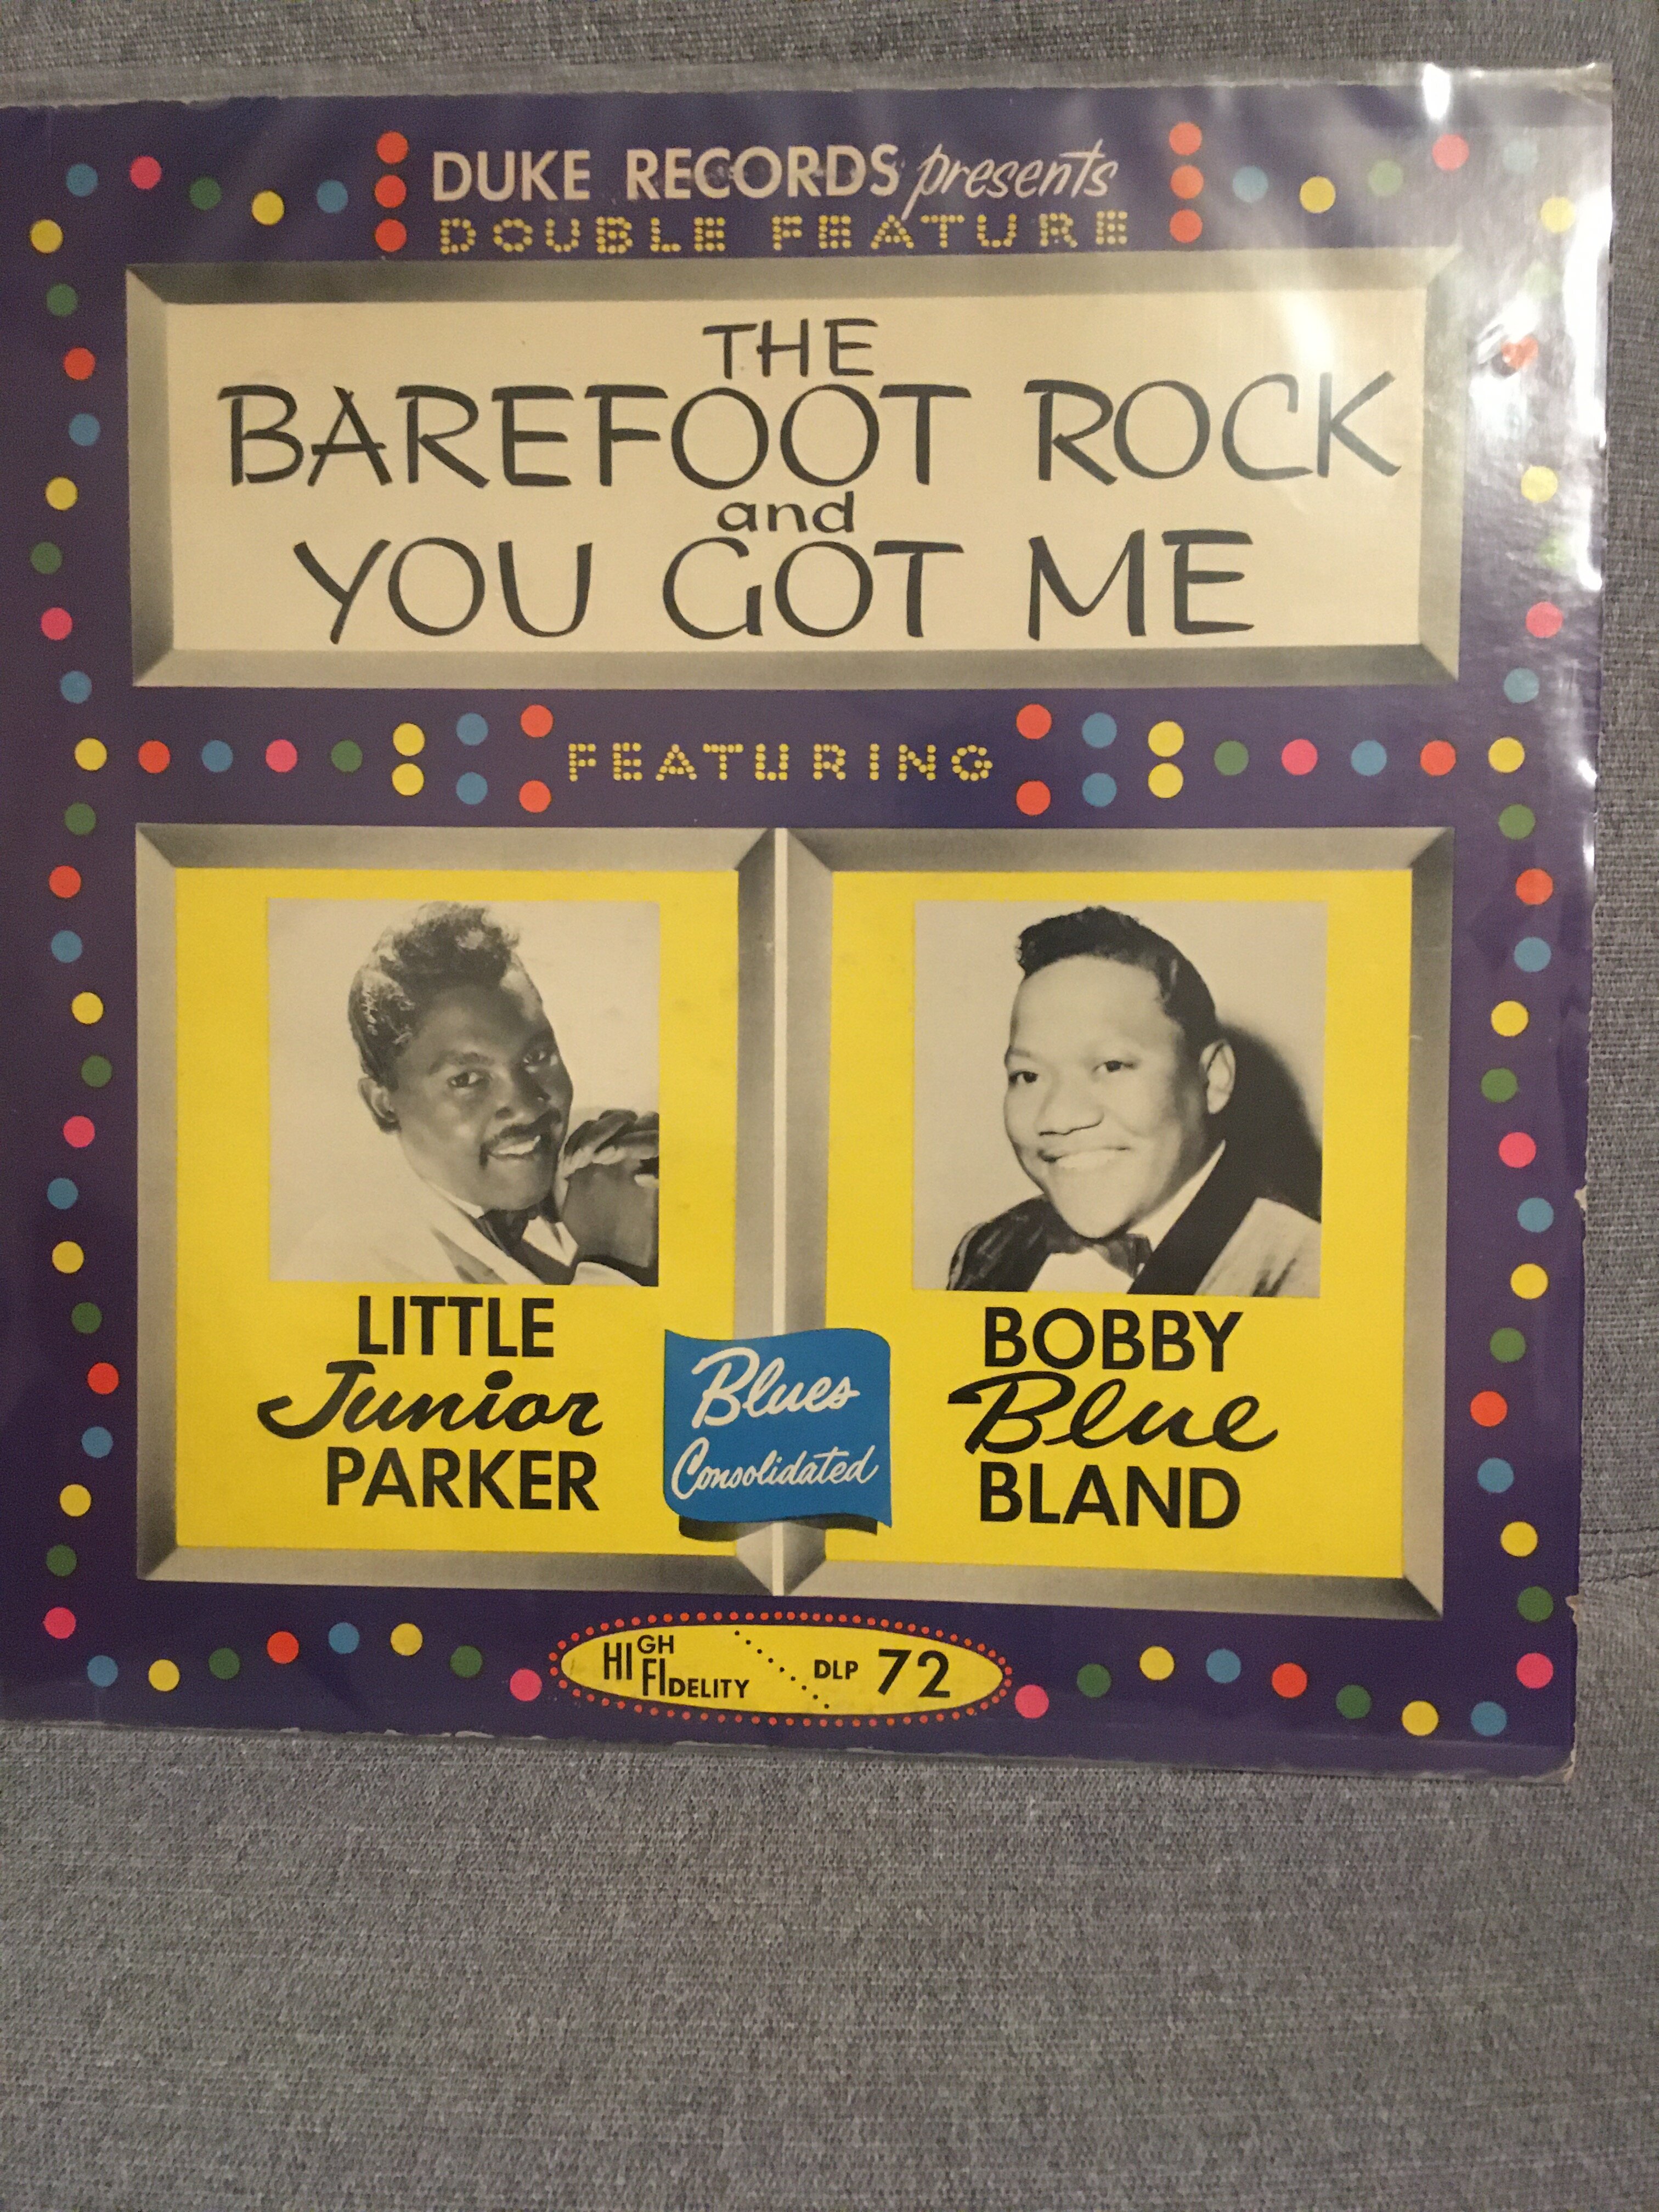 DUKE RECORDS presents
DOUBLE FEATURE
THE
BAREFOOT ROCK
and
YOU GOT ME
FEATURING
LITTLE
Junior
PARKER
Blues
Consolidated
BOBBY
Blue
BLAND
HIGH
FIDELITY
DLP 72